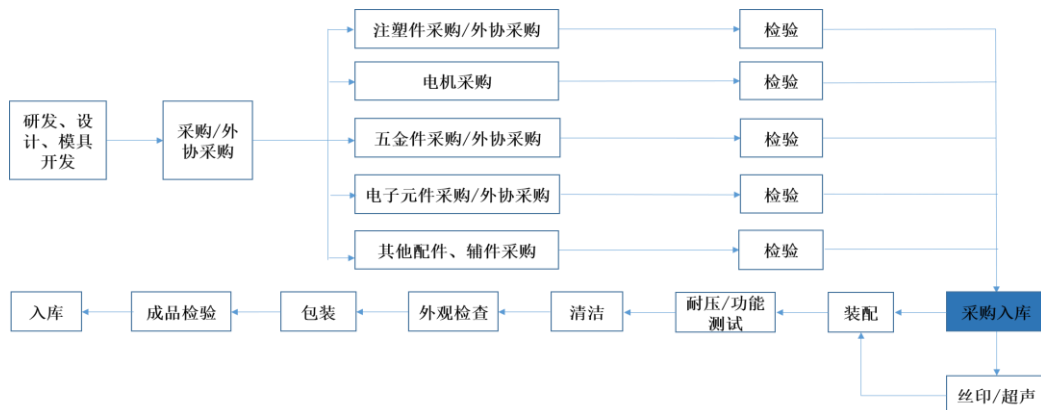 注塑件采购/外协采购
检验
电机采购
检验
研发、设
计、模具
开发
采购/外
协采购
五金件采购/外协采购
检验
电子元件采购/外协采购
检验
其他配件、辅件采购
检验
入库
成品检验
包装
外观检查
清洁
耐压/功能
测试
装配
采购入库
丝印/超声